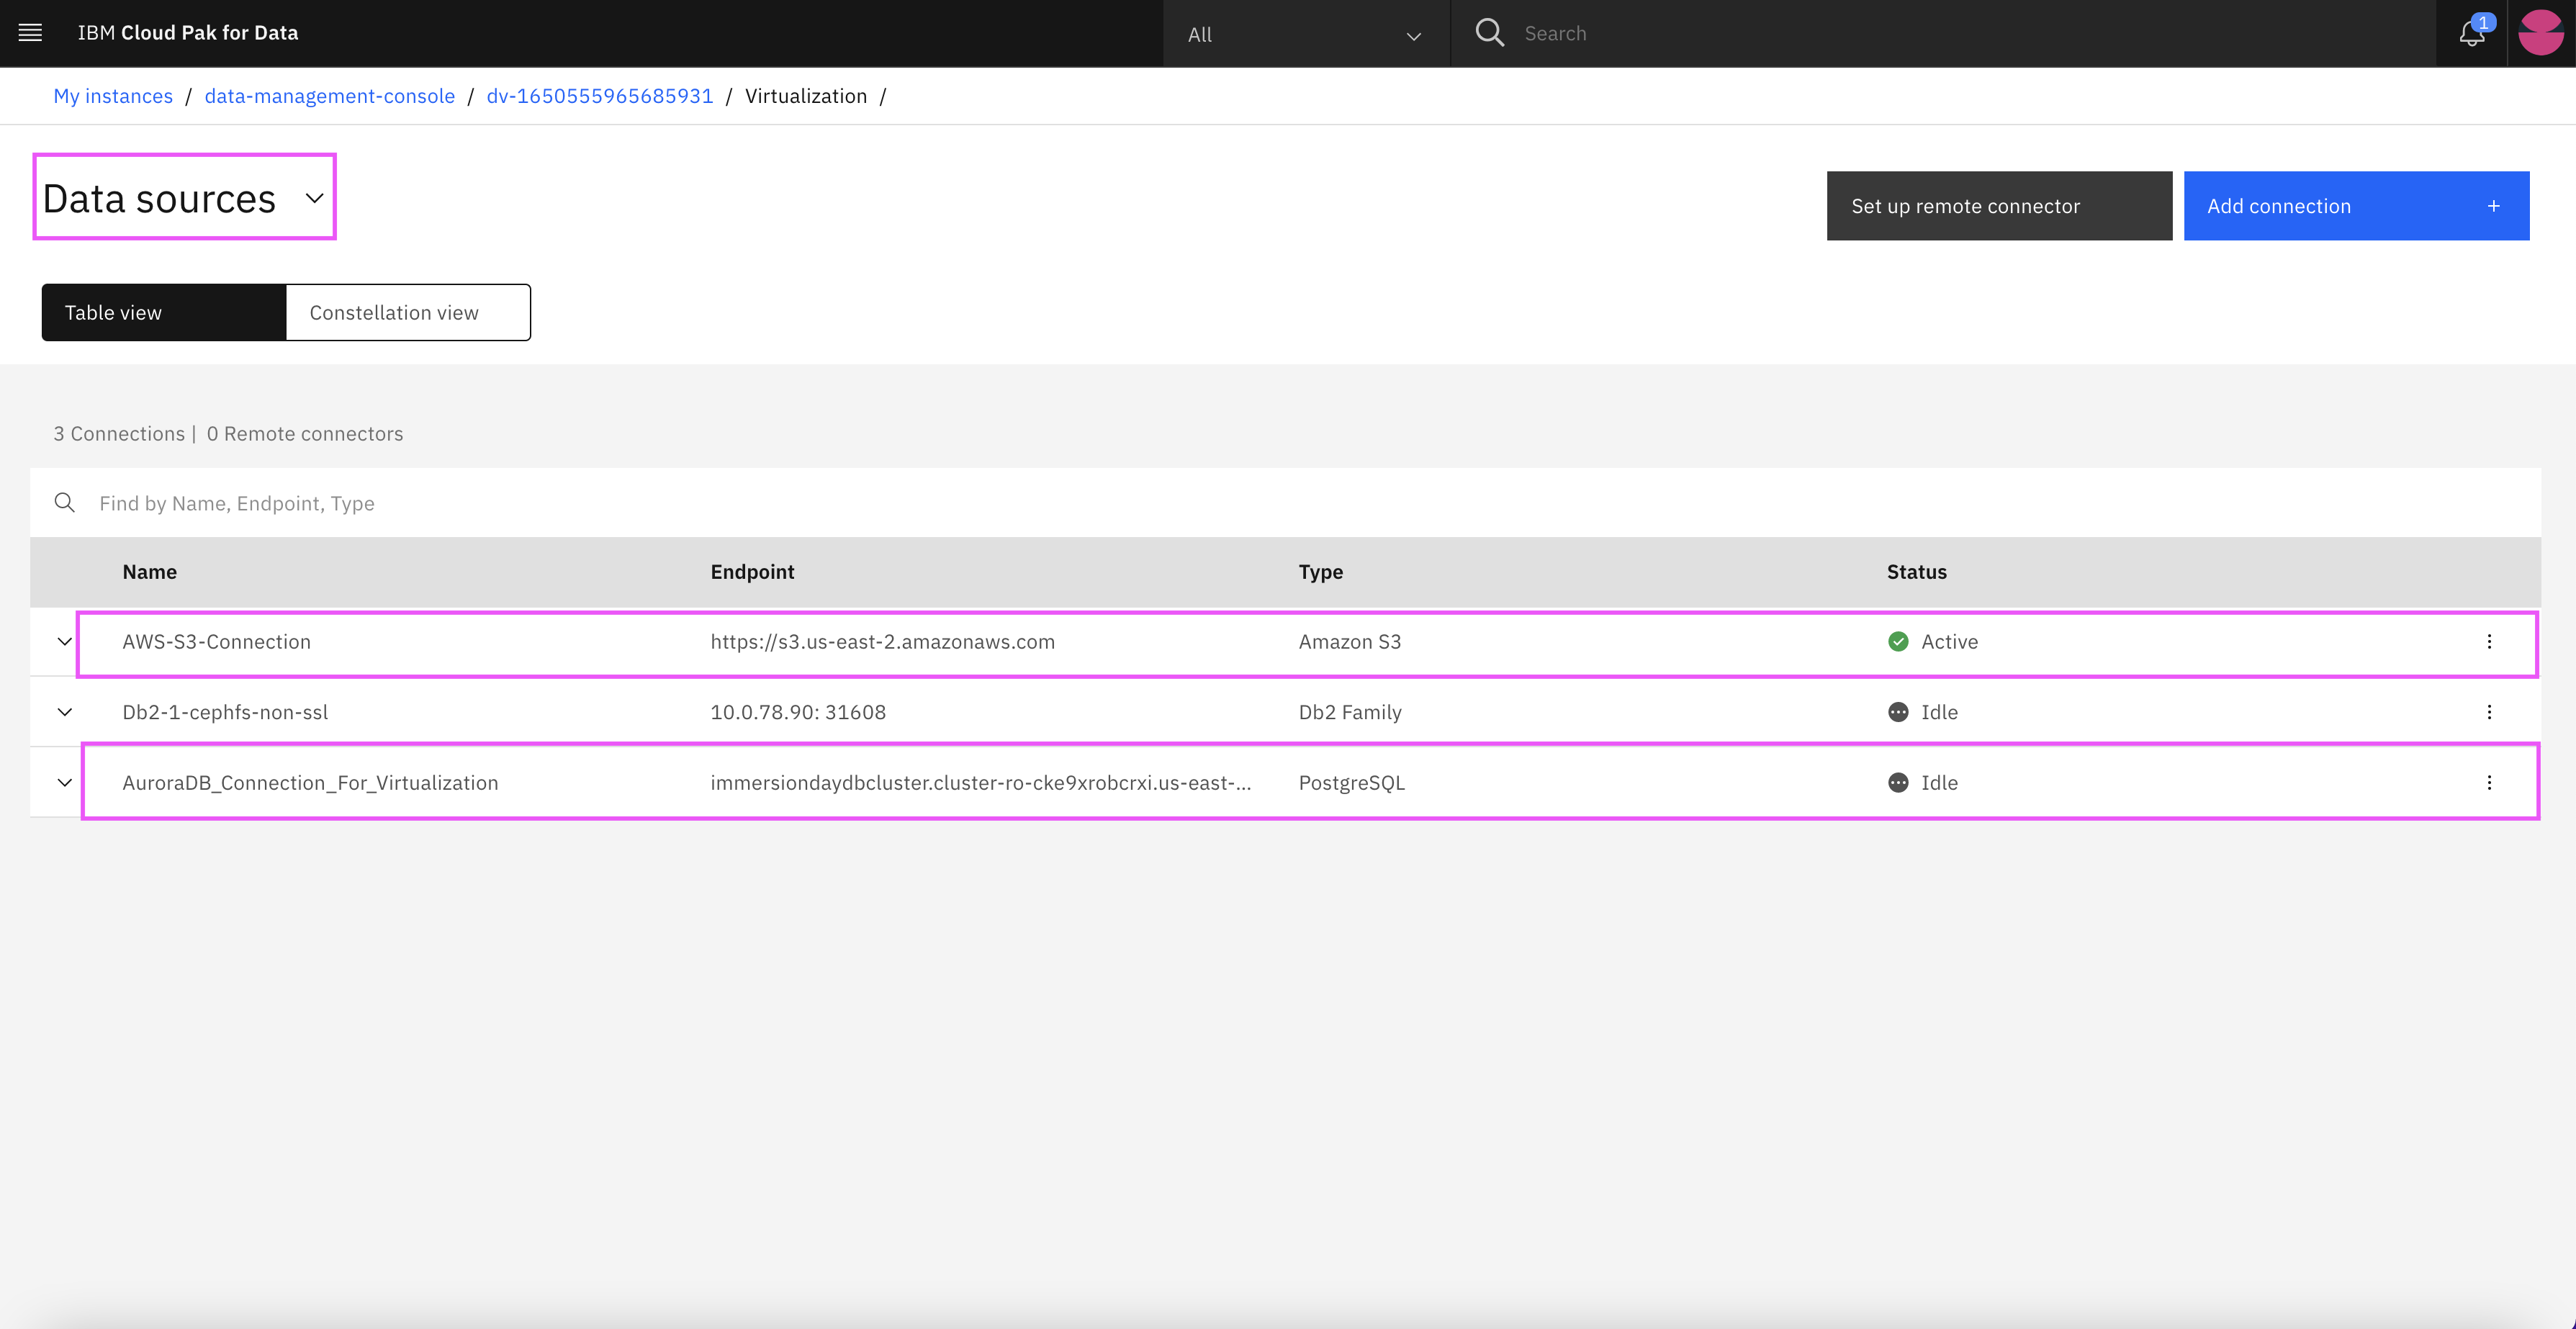 IBM Cloud Pak for Data
All
Search
1
My instances / data-management-console / dv-1650555965685931 / Virtualization /
Data sources
Set up remote connector
Add connection +
Table view
Constellation view
3 Connections | 0 Remote connectors
Find by Name, Endpoint, Type
Name Endpoint Type Status
AWS-S3-Connection https://s3.us-east-2.amazonaws.com Amazon S3 Active
Db2-1-cephfs-non-ssl 10.0.78.90: 31608 Db2 Family Idle
AuroraDB_Connection_For_Virtualization immersiondaydbcluster.cluster-ro-cke9xrobcrxi.us-east-... PostgreSQL Idle